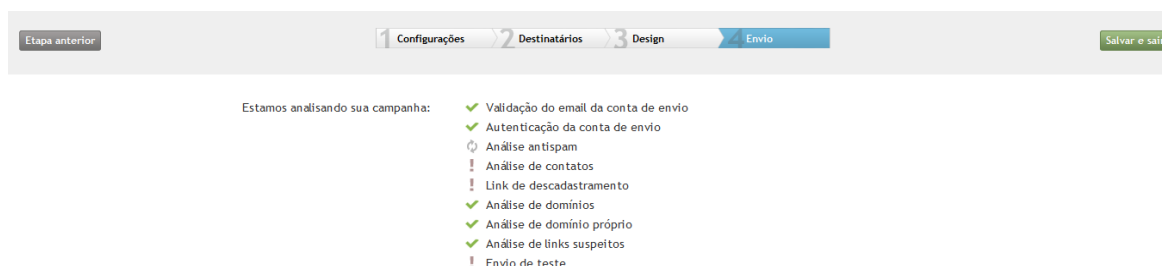 Etapa anterior
1 Configurações 2 Destinatários 3 Design 4 Envio
Salvar e sair
Estamos analisando sua campanha:
Validação do email da conta de envio
Autenticação da conta de envio
Análise antispam
Análise de contatos
Link de descadastramento
Análise de domínios
Análise de domínio próprio
Análise de links suspeitos
Envio de teste